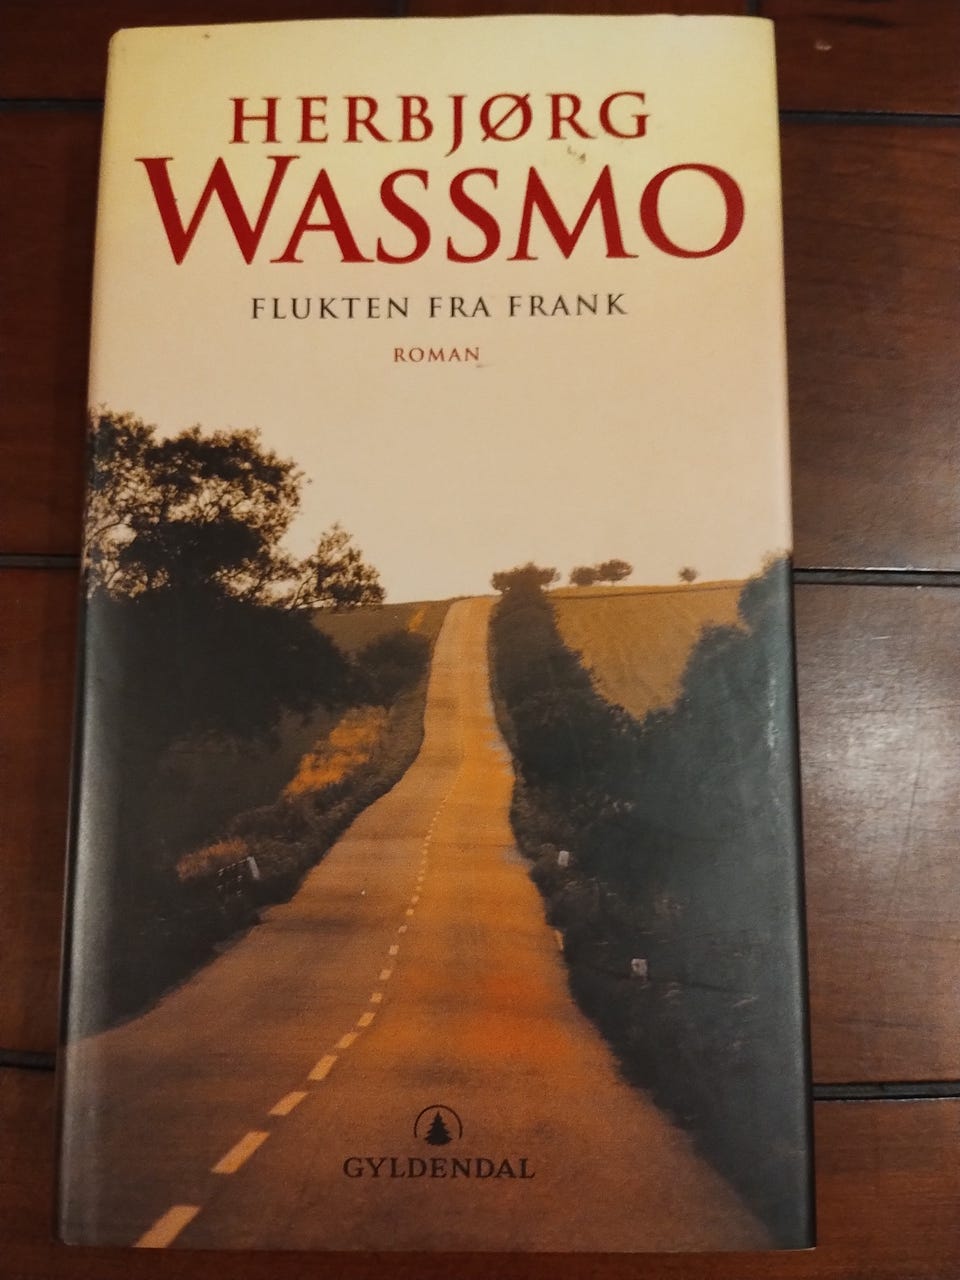 HERBJØRG
WASSMO
FLUKTEN FRA FRANK
ROMAN
GYLDENDAL